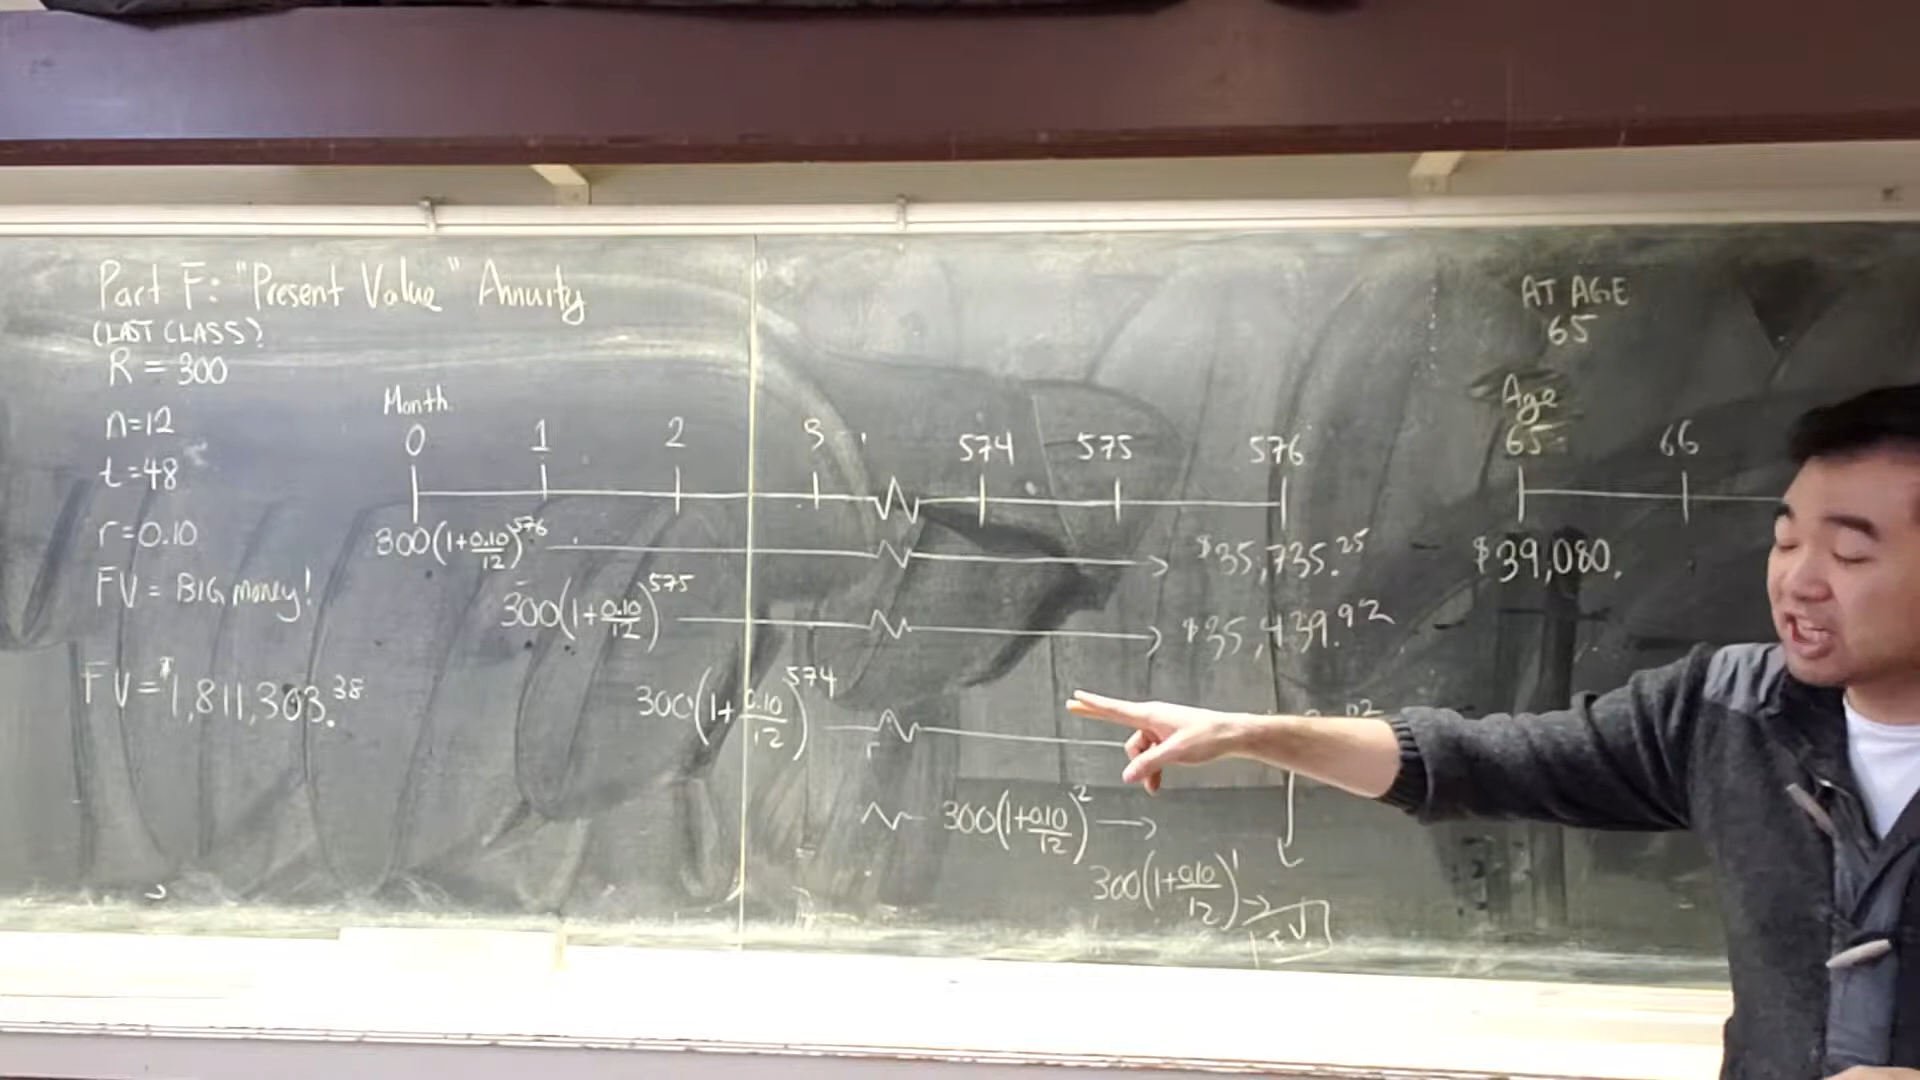 Part F: "Present Value" Annuity
(LAST CLASS)
R = 300
n=12
t=48
r=0.10
FV = BIG money!
FV = $1,811,303.38
Month
0 1 2 3 574 575 576
300(1+0.10/12)^576 $35,735.25
300(1+0.10/12)^575 $35,439.92
300(1+0.10/12)^574
300(1+0.10/12)^2
300(1+0.10/12)^1
F.V.
AT AGE
65
Age
65 66
$39,080.